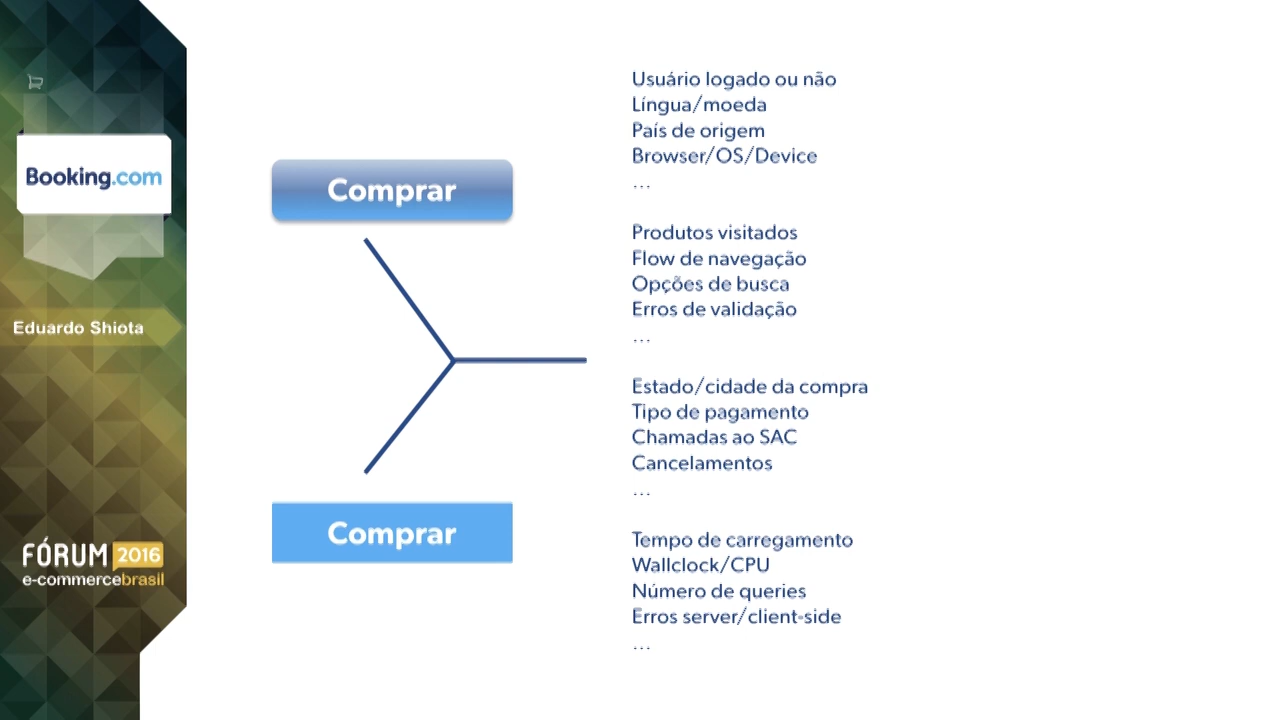 Booking.com
Eduardo Shiota
FÓRUM 2016
e-commercebrasil
Comprar
Comprar
Usuário logado ou não
Língua/moeda
País de origem
Browser/OS/Device
...
Produtos visitados
Flow de navegação
Opções de busca
Erros de validação
...
Estado/cidade da compra
Tipo de pagamento
Chamadas ao SAC
Cancelamentos
...
Tempo de carregamento
Wallclock/CPU
Número de queries
Erros server/client-side
...